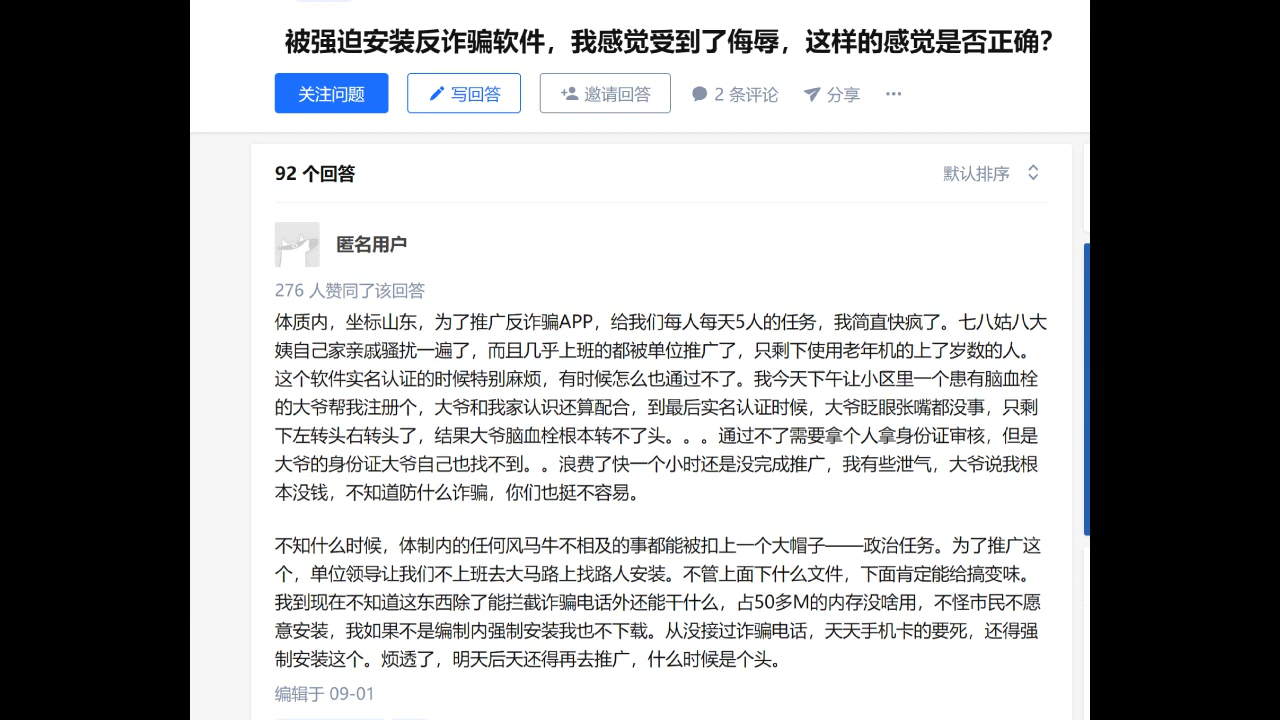 被强迫安装反诈骗软件，我感觉受到了侮辱，这样的感觉是否正确？
关注问题 写回答 邀请回答 2 条评论 分享 ···
92 个回答 默认排序
匿名用户
276 人赞同了该回答
体质内，坐标山东，为了推广反诈骗APP，给我们每人每天5人的任务，我简直快疯了。七八姑八大
姨自己家亲戚骚扰一遍了，而且几乎上班的都被单位推广了，只剩下使用老年机的上了岁数的人。
这个软件实名认证的时候特别麻烦，有时候怎么也通过不了。我今天下午让小区里一个患有脑血栓
的大爷帮我注册个，大爷和我家认识还算配合，到最后实名认证时候，大爷眨眼张嘴都没事，只剩
下左转头右转头了，结果大爷脑血栓根本转不了头。。。通过不了需要拿个人拿身份证审核，但是
大爷的身份证大爷自己也找不到。。浪费了快一个小时还是没完成推广，我有些泄气，大爷说我根
本没钱，不知道防什么诈骗，你们也挺不容易。
不知什么时候，体制内的任何风马牛不相及的事都能被扣上一个大帽子——政治任务。为了推广这
个，单位领导让我们不上班去大马路上找路人安装。不管上面下什么文件，下面肯定能给搞变味。
我到现在不知道这东西除了能拦截诈骗电话外还能干什么，占50多M的内存没啥用，不怪市民不愿
意安装，我如果不是编制内强制安装我也不下载。从没接过诈骗电话，天天手机卡的要死，还得强
制安装这个。烦透了，明天后天还得再去推广，什么时候是个头。
编辑于 09-01